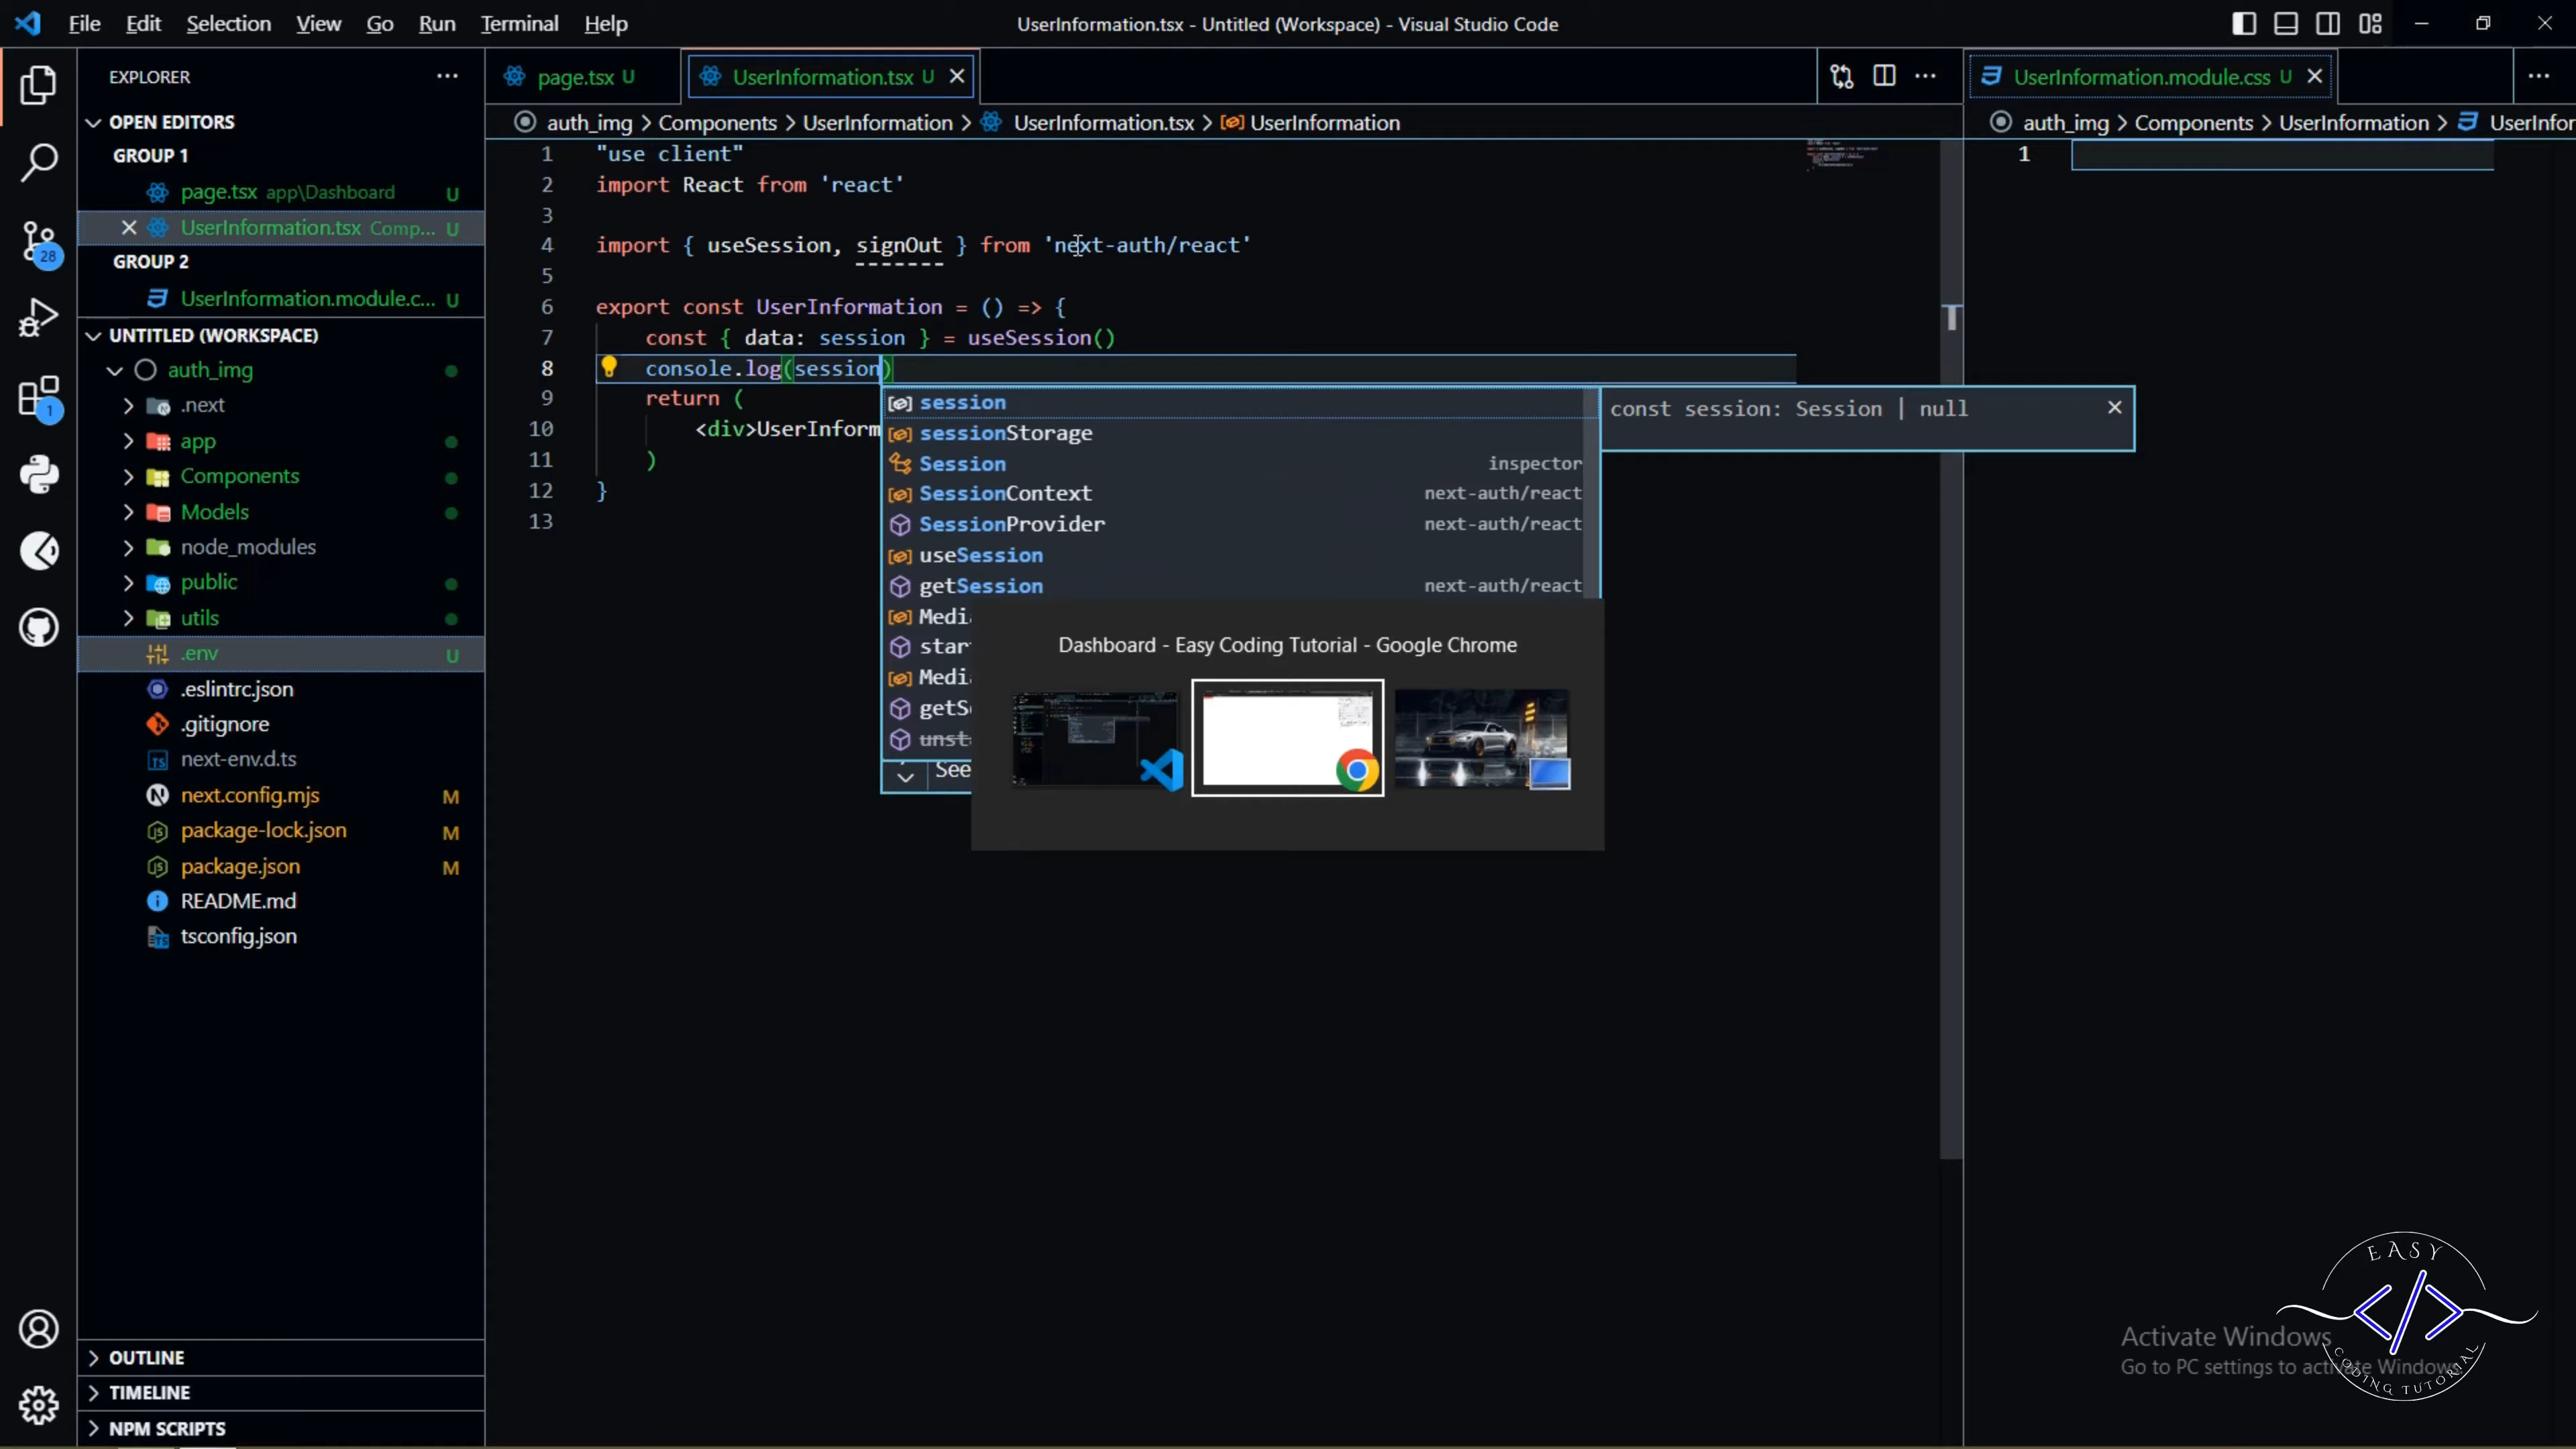 File Edit Selection View Go Run Terminal Help
UserInformation.tsx - Untitled (Workspace) - Visual Studio Code
EXPLORER
OPEN EDITORS
GROUP 1
page.tsx app\Dashboard U
UserInformation.tsx Comp... U
GROUP 2
UserInformation.module.c... U
UNTITLED (WORKSPACE)
auth_img
.next
app
Components
Models
node_modules
public
utils
.env U
.eslintrc.json
.gitignore
next-env.d.ts
next.config.mjs M
package-lock.json M
package.json M
README.md
tsconfig.json
OUTLINE
TIMELINE
NPM SCRIPTS
28
1
page.tsx U
UserInformation.tsx U
auth_img > Components > UserInformation > UserInformation.tsx > UserInformation
1 "use client"
2 import React from 'react'
3
4 import { useSession, signOut } from 'next-auth/react'
5
6 export const UserInformation = () => {
7 const { data: session } = useSession()
8 console.log(session)
9 return (
10 <div>UserInform
11 )
12 }
13
session
sessionStorage
Session inspector
SessionContext next-auth/react
SessionProvider next-auth/react
useSession
getSession next-auth/react
Media
star
Media
getS
unst
See
const session: Session | null
Dashboard - Easy Coding Tutorial - Google Chrome
UserInformation.module.css U
auth_img > Components > UserInformation > UserInfor
1
Activate Windows
Go to PC settings to activate Windows.
EASY
CODING TUTORIAL